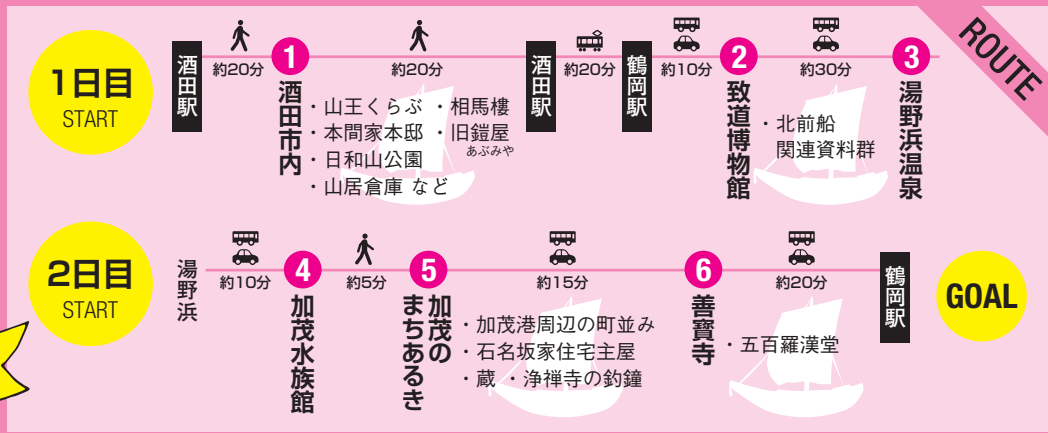 ROUTE
1日目
START
酒田駅
約20分
1
酒田市内
・山王くらぶ ・相馬樓
・本間家本邸 ・旧鐙屋
あぶみや
・日和山公園
・山居倉庫 など
約20分
酒田駅
約20分
鶴岡駅
約10分
2
致道博物館
・北前船
関連資料群
約30分
3
湯野浜温泉
2日目
START
湯野浜
約10分
4
加茂水族館
約5分
5
加茂の
まちあるき
・加茂港周辺の町並み
・石名坂家住宅主屋
・蔵 ・浄禅寺の釣鐘
約15分
6
善寳寺
・五百羅漢堂
約20分
鶴岡駅
GOAL